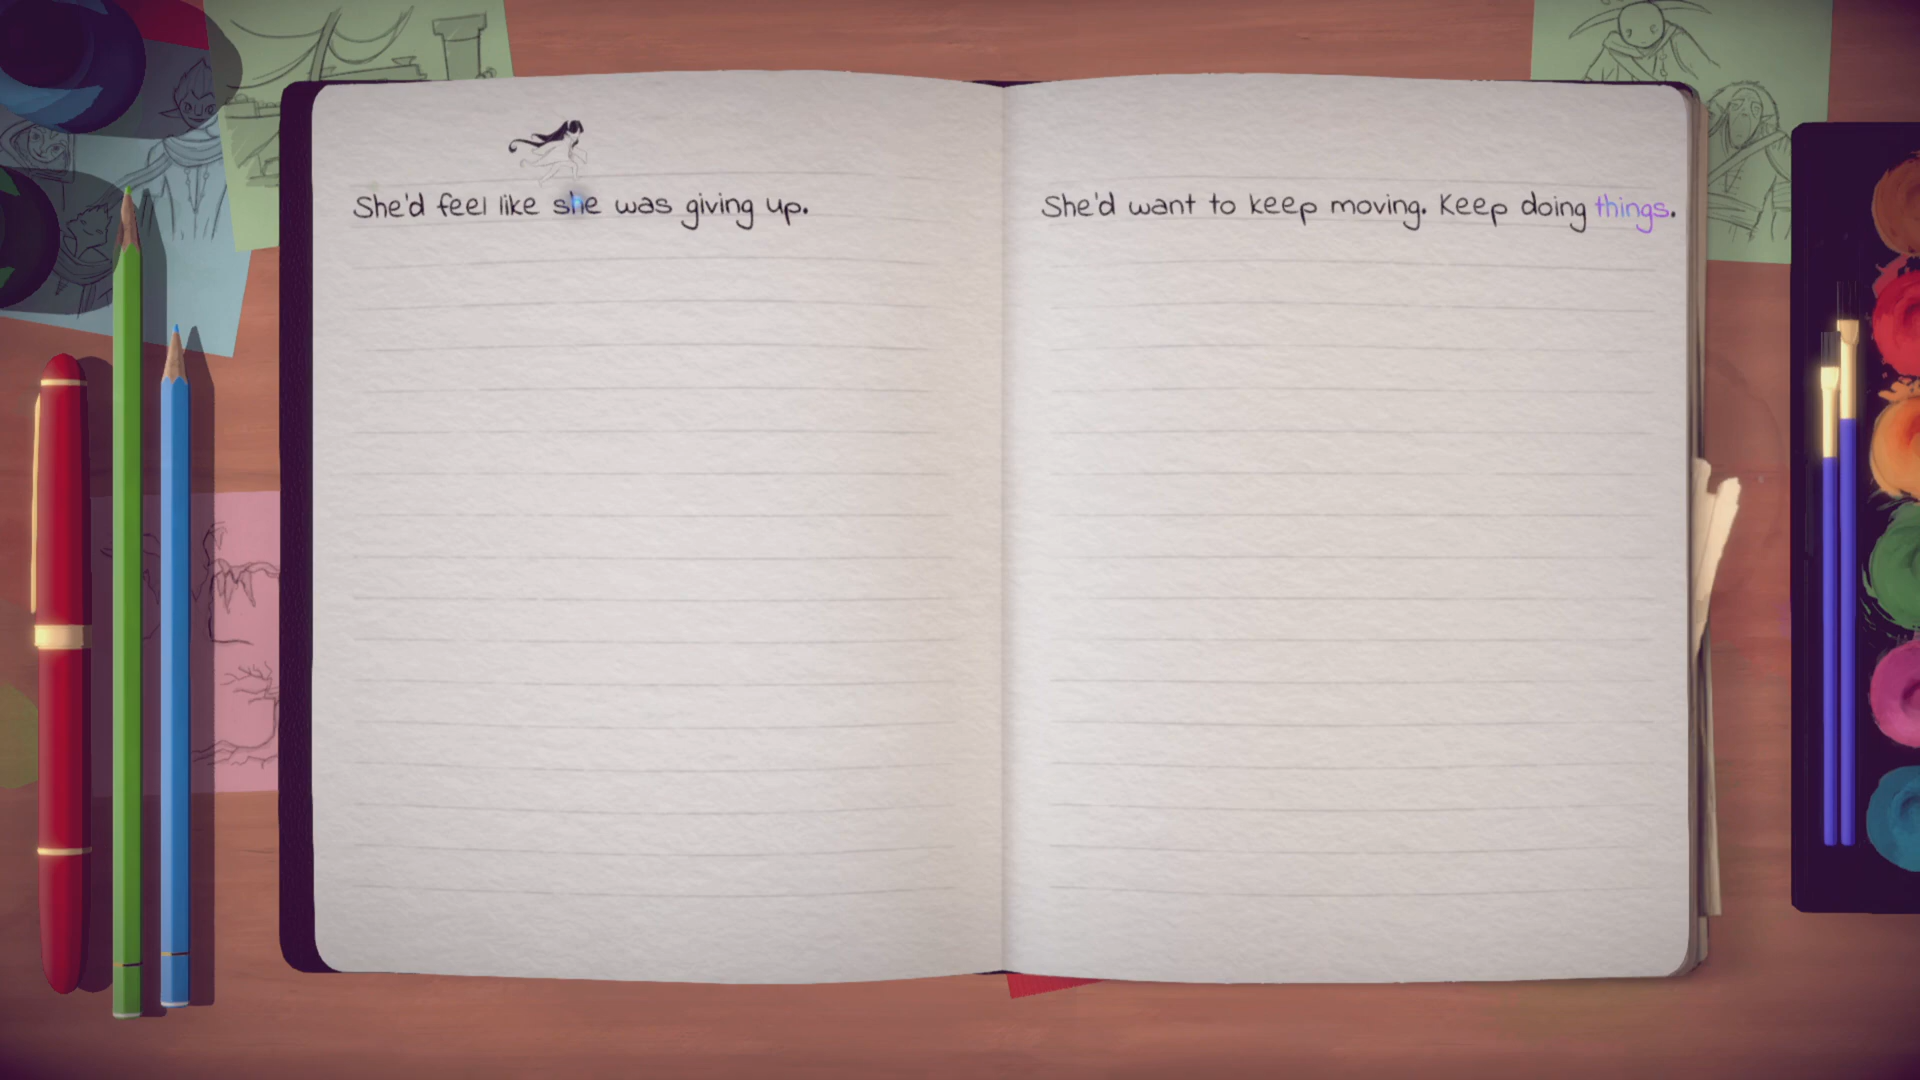 She'd feel like she was giving up.
She'd want to keep moving. Keep doing things.